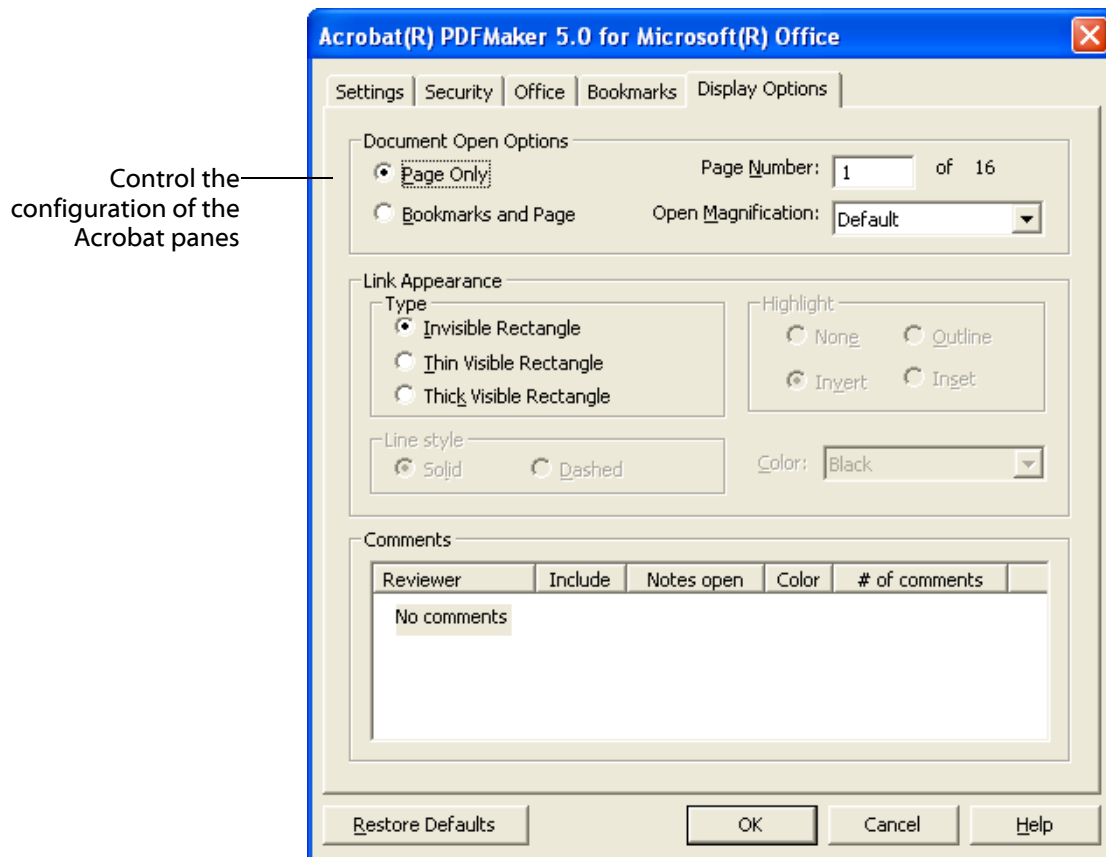 Acrobat(R) PDFMaker 5.0 for Microsoft(R) Office
Settings Security Office Bookmarks Display Options
Control the
configuration of the
Acrobat panes
Document Open Options
Page Only Page Number: 1 of 16
Bookmarks and Page Open Magnification: Default
Link Appearance
Type Highlight
Invisible Rectangle None Outline
Thin Visible Rectangle
Invert Inset
Thick Visible Rectangle
Line style
Solid Dashed Color: Black
Comments
Reviewer Include Notes open Color # of comments
No comments
Restore Defaults OK Cancel Help